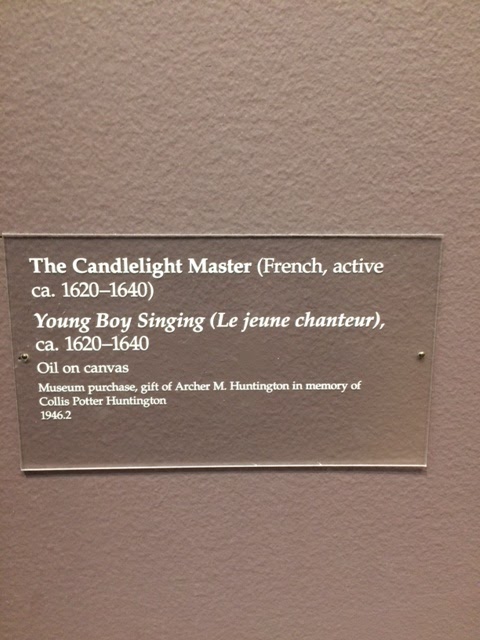 The Candlelight Master (French, active
ca. 1620–1640)
Young Boy Singing (Le jeune chanteur),
ca. 1620–1640
Oil on canvas
Museum purchase, gift of Archer M. Huntington in memory of
Collis Potter Huntington
1946.2